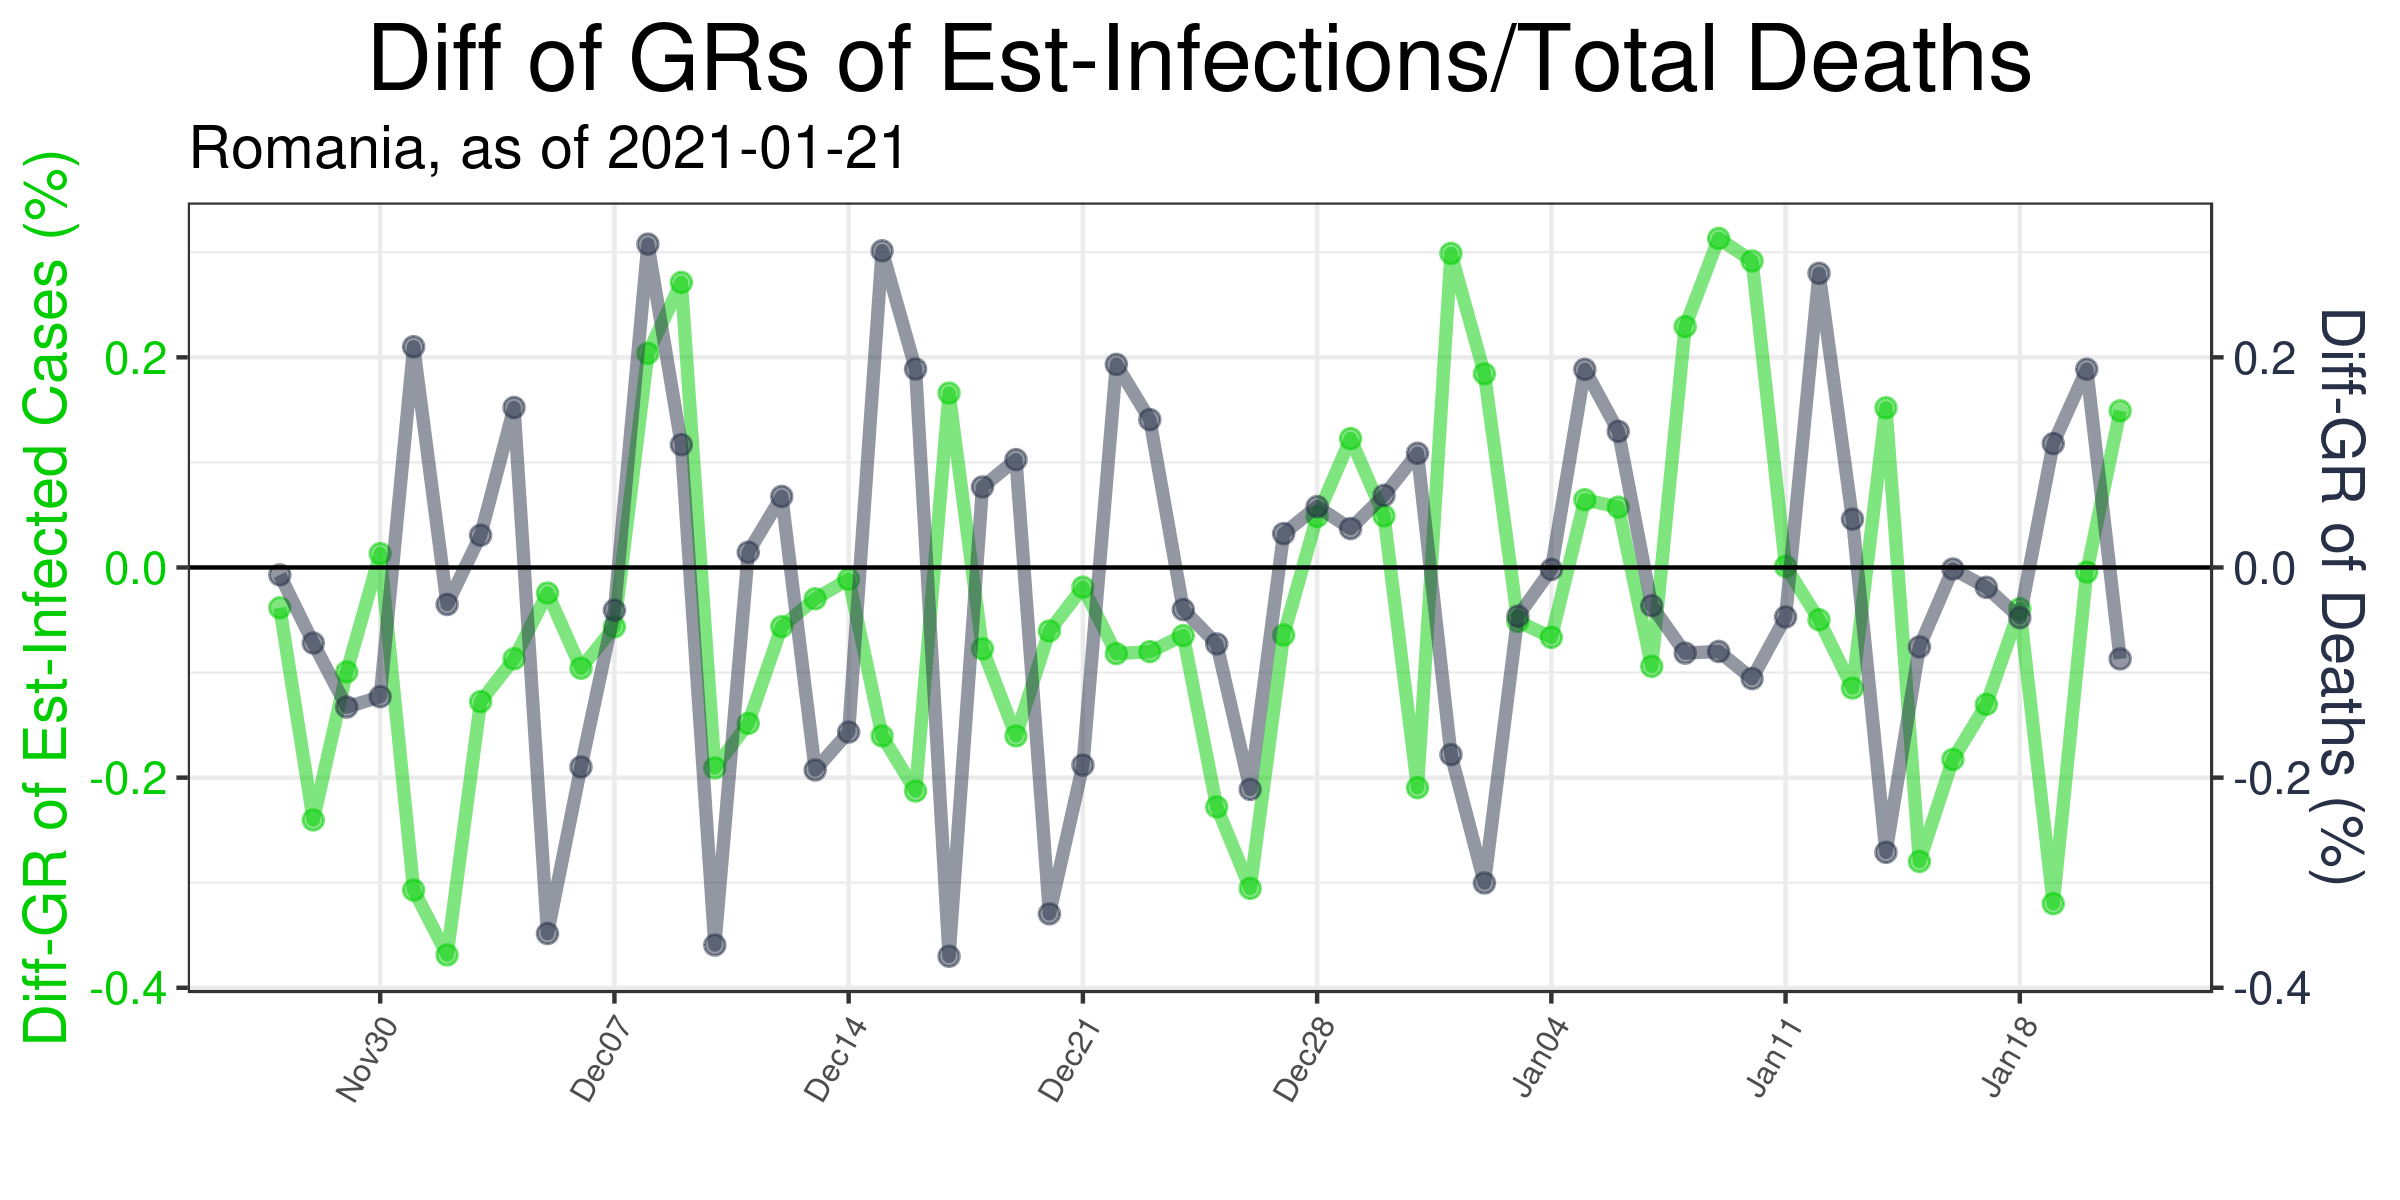 Diff of GRs of Est-Infections/Total Deaths
Romania, as of 2021-01-21
Diff-GR of Est-Infected Cases (%)
0.2
0.0
-0.2
-0.4
0.2
0.0
-0.2
-0.4
Diff-GR of Deaths (%)
Nov30
Dec07
Dec14
Dec21
Dec28
Jan04
Jan11
Jan18